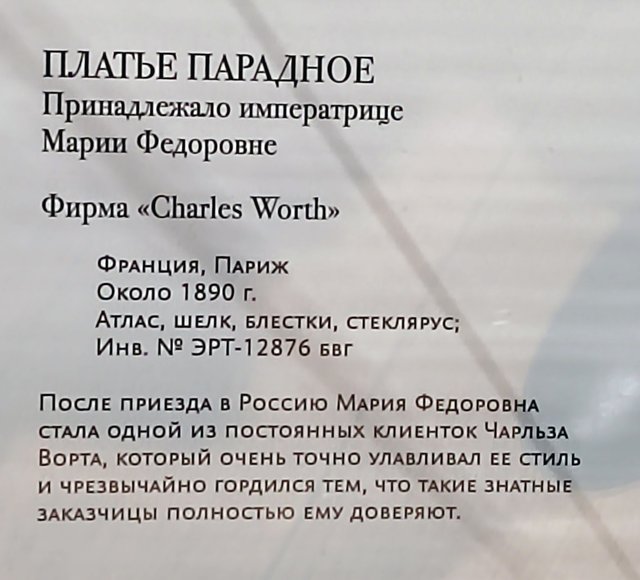 ПЛАТЬЕ ПАРАДНОЕ
Принадлежало императрице
Марии Федоровне
Фирма «Charles Worth»
Франция, Париж
Около 1890 г.
Атлас, шелк, блестки, стеклярус;
Инв. № ЭРТ-12876 бвг
После приезда в Россию Мария Федоровна
стала одной из постоянных клиенток Чарльза
Ворта, который очень точно улавливал ее стиль
и чрезвычайно гордился тем, что такие знатные
заказчицы полностью ему доверяют.